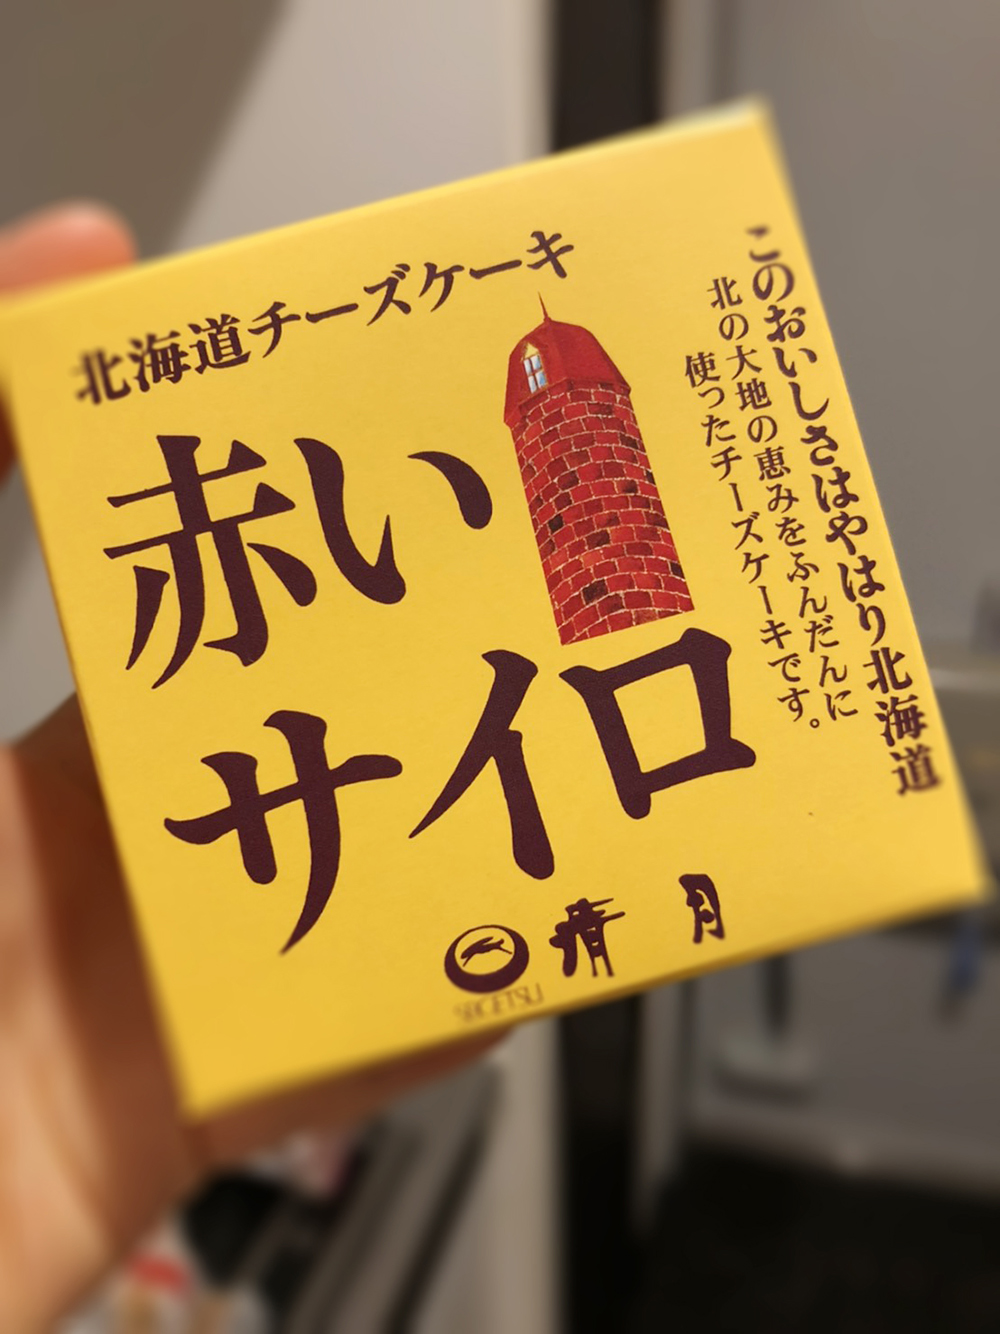 北海道チーズケーキ
赤い
サイロ
このおいしさはやはり北海道
北の大地の恵みをふんだんに
使ったチーズケーキです。
清月
SEIGETSU